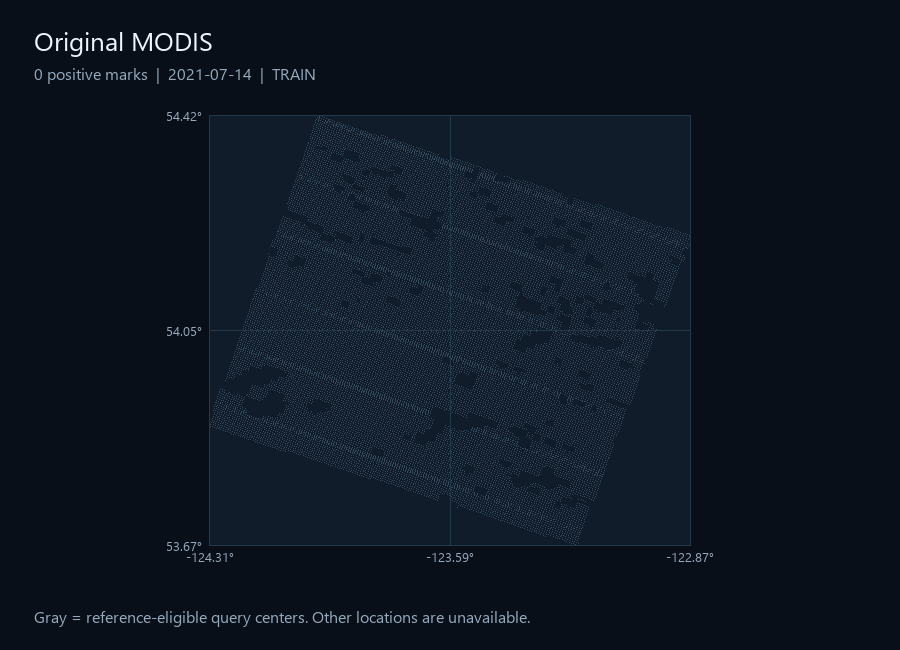 Original MODIS
0 positive marks | 2021-07-14 | TRAIN
54.42°
54.05°
53.67°
-124.31°
-123.59°
-122.87°
Gray = reference-eligible query centers. Other locations are unavailable.